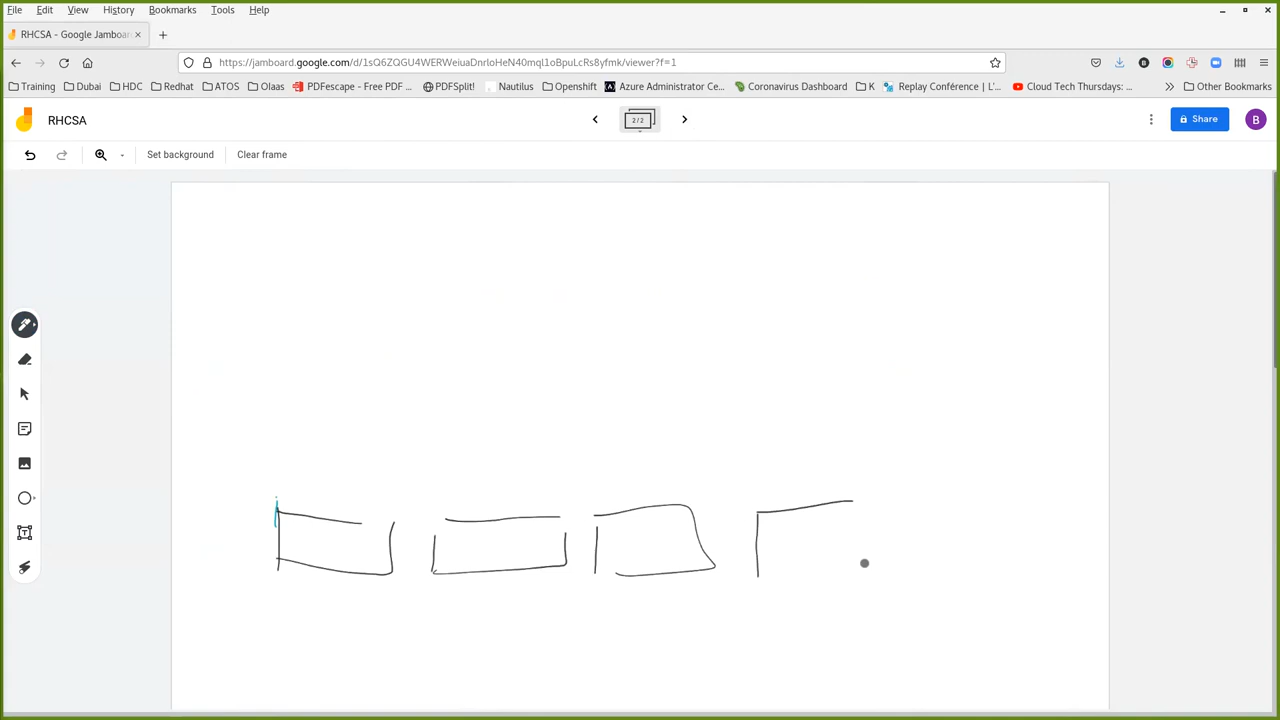 File Edit View History Bookmarks Tools Help
RHCSA - Google Jamboar
https://jamboard.google.com/d/1sQ6ZQGU4WERWeiuaDnrIoHeN40mql1oBpuLcRs8yfmk/viewer?f=1
Training Dubai HDC Redhat ATOS Olaas PDFescape - Free PDF ... PDFSplit! Nautilus Openshift Azure Administrator Ce... Coronavirus Dashboard K Replay Conférence | L'... Cloud Tech Thursdays: ... Other Bookmarks
RHCSA 2/2 Share B
Set background Clear frame